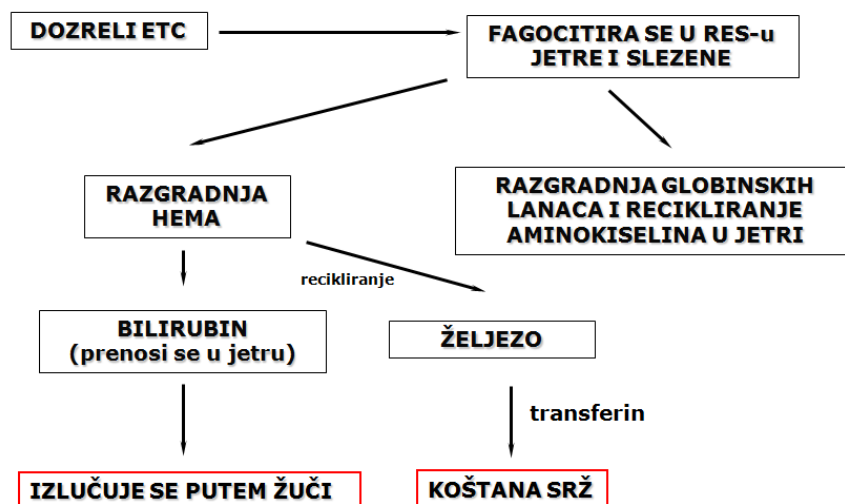 DOZRELI ETC
FAGOCITIRA SE U RES-u
JETRE I SLEZENE
RAZGRADNJA
HEMA
RAZGRADNJA GLOBINSKIH
LANACA I RECIKLIRANJE
AMINOKISELINA U JETRI
recikliranje
BILIRUBIN
(prenosi se u jetru)
ŽELJEZO
transferin
IZLUČUJE SE PUTEM ŽUČI
KOŠTANA SRŽ